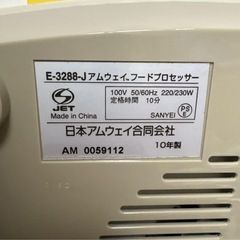 E-3288-J アムウェイ フードプロセッサー
100V 50/60Hz 220/230W
定格時間 10分
JET
Made in China
SANYEI
PS
E
日本アムウェイ合同会社
AM 0059112
10年製